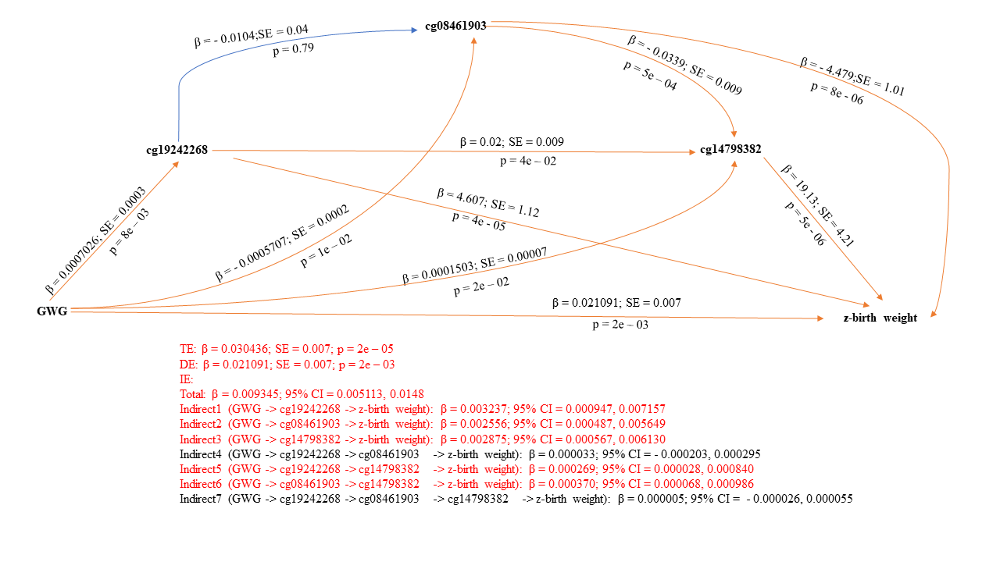 cg08461903
β = - 0.0104;SE = 0.04
p = 0.79
β = - 0.0339; SE = 0.009
p = 5e – 04
β = - 4.479;SE = 1.01
p = 8e - 06
cg19242268
β = 0.02; SE = 0.009
p = 4e – 02
cg14798382
β = 4.607; SE = 1.12
p = 4e - 05
β = 19.13; SE = 4.21
p = 5e - 06
β = 0.0007026; SE = 0.0003
p = 8e – 03
β = - 0.0005707; SE = 0.0002
p = 1e – 02
β = 0.0001503; SE = 0.00007
p = 2e – 02
GWG
β = 0.021091; SE = 0.007
p = 2e – 03
z-birth weight
TE: β = 0.030436; SE = 0.007; p = 2e – 05
DE: β = 0.021091; SE = 0.007; p = 2e – 03
IE:
Total: β = 0.009345; 95% CI = 0.005113, 0.0148
Indirect1 (GWG -> cg19242268 -> z-birth weight): β = 0.003237; 95% CI = 0.000947, 0.007157
Indirect2 (GWG -> cg08461903 -> z-birth weight): β = 0.002556; 95% CI = 0.000487, 0.005649
Indirect3 (GWG -> cg14798382 -> z-birth weight): β = 0.002875; 95% CI = 0.000567, 0.006130
Indirect4 (GWG -> cg19242268 -> cg08461903 -> z-birth weight): β = 0.000033; 95% CI = - 0.000203, 0.000295
Indirect5 (GWG -> cg19242268 -> cg14798382 -> z-birth weight): β = 0.000269; 95% CI = 0.000028, 0.000840
Indirect6 (GWG -> cg08461903 -> cg14798382 -> z-birth weight): β = 0.000370; 95% CI = 0.000068, 0.000986
Indirect7 (GWG -> cg19242268 -> cg08461903 -> cg14798382 -> z-birth weight): β = 0.000005; 95% CI = - 0.000026, 0.000055